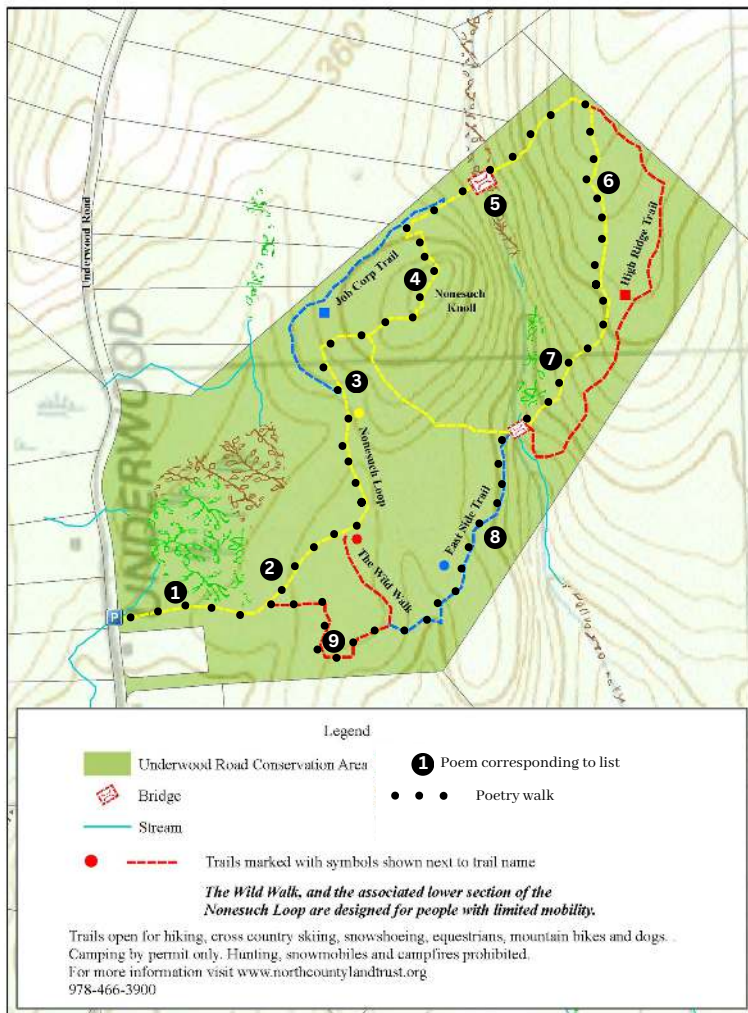 360
Underwood Road
UNDERWOOD
5
6
Job Corp Trail
4
Nonesuch
Knoll
High Ridge Trail
3
7
Nonesuch Loop
East Side Trail
8
2
The Wild Walk
1
P
9
Legend
Underwood Road Conservation Area
1 Poem corresponding to list
Bridge
Poetry walk
Stream
Trails marked with symbols shown next to trail name
The Wild Walk, and the associated lower section of the
Nonesuch Loop are designed for people with limited mobility.
Trails open for hiking, cross country skiing, snowshoeing, equestrians, mountain bikes and dogs. .
Camping by permit only. Hunting, snowmobiles and campfires prohibited.
For more information visit www.northcountylandtrust.org
978-466-3900